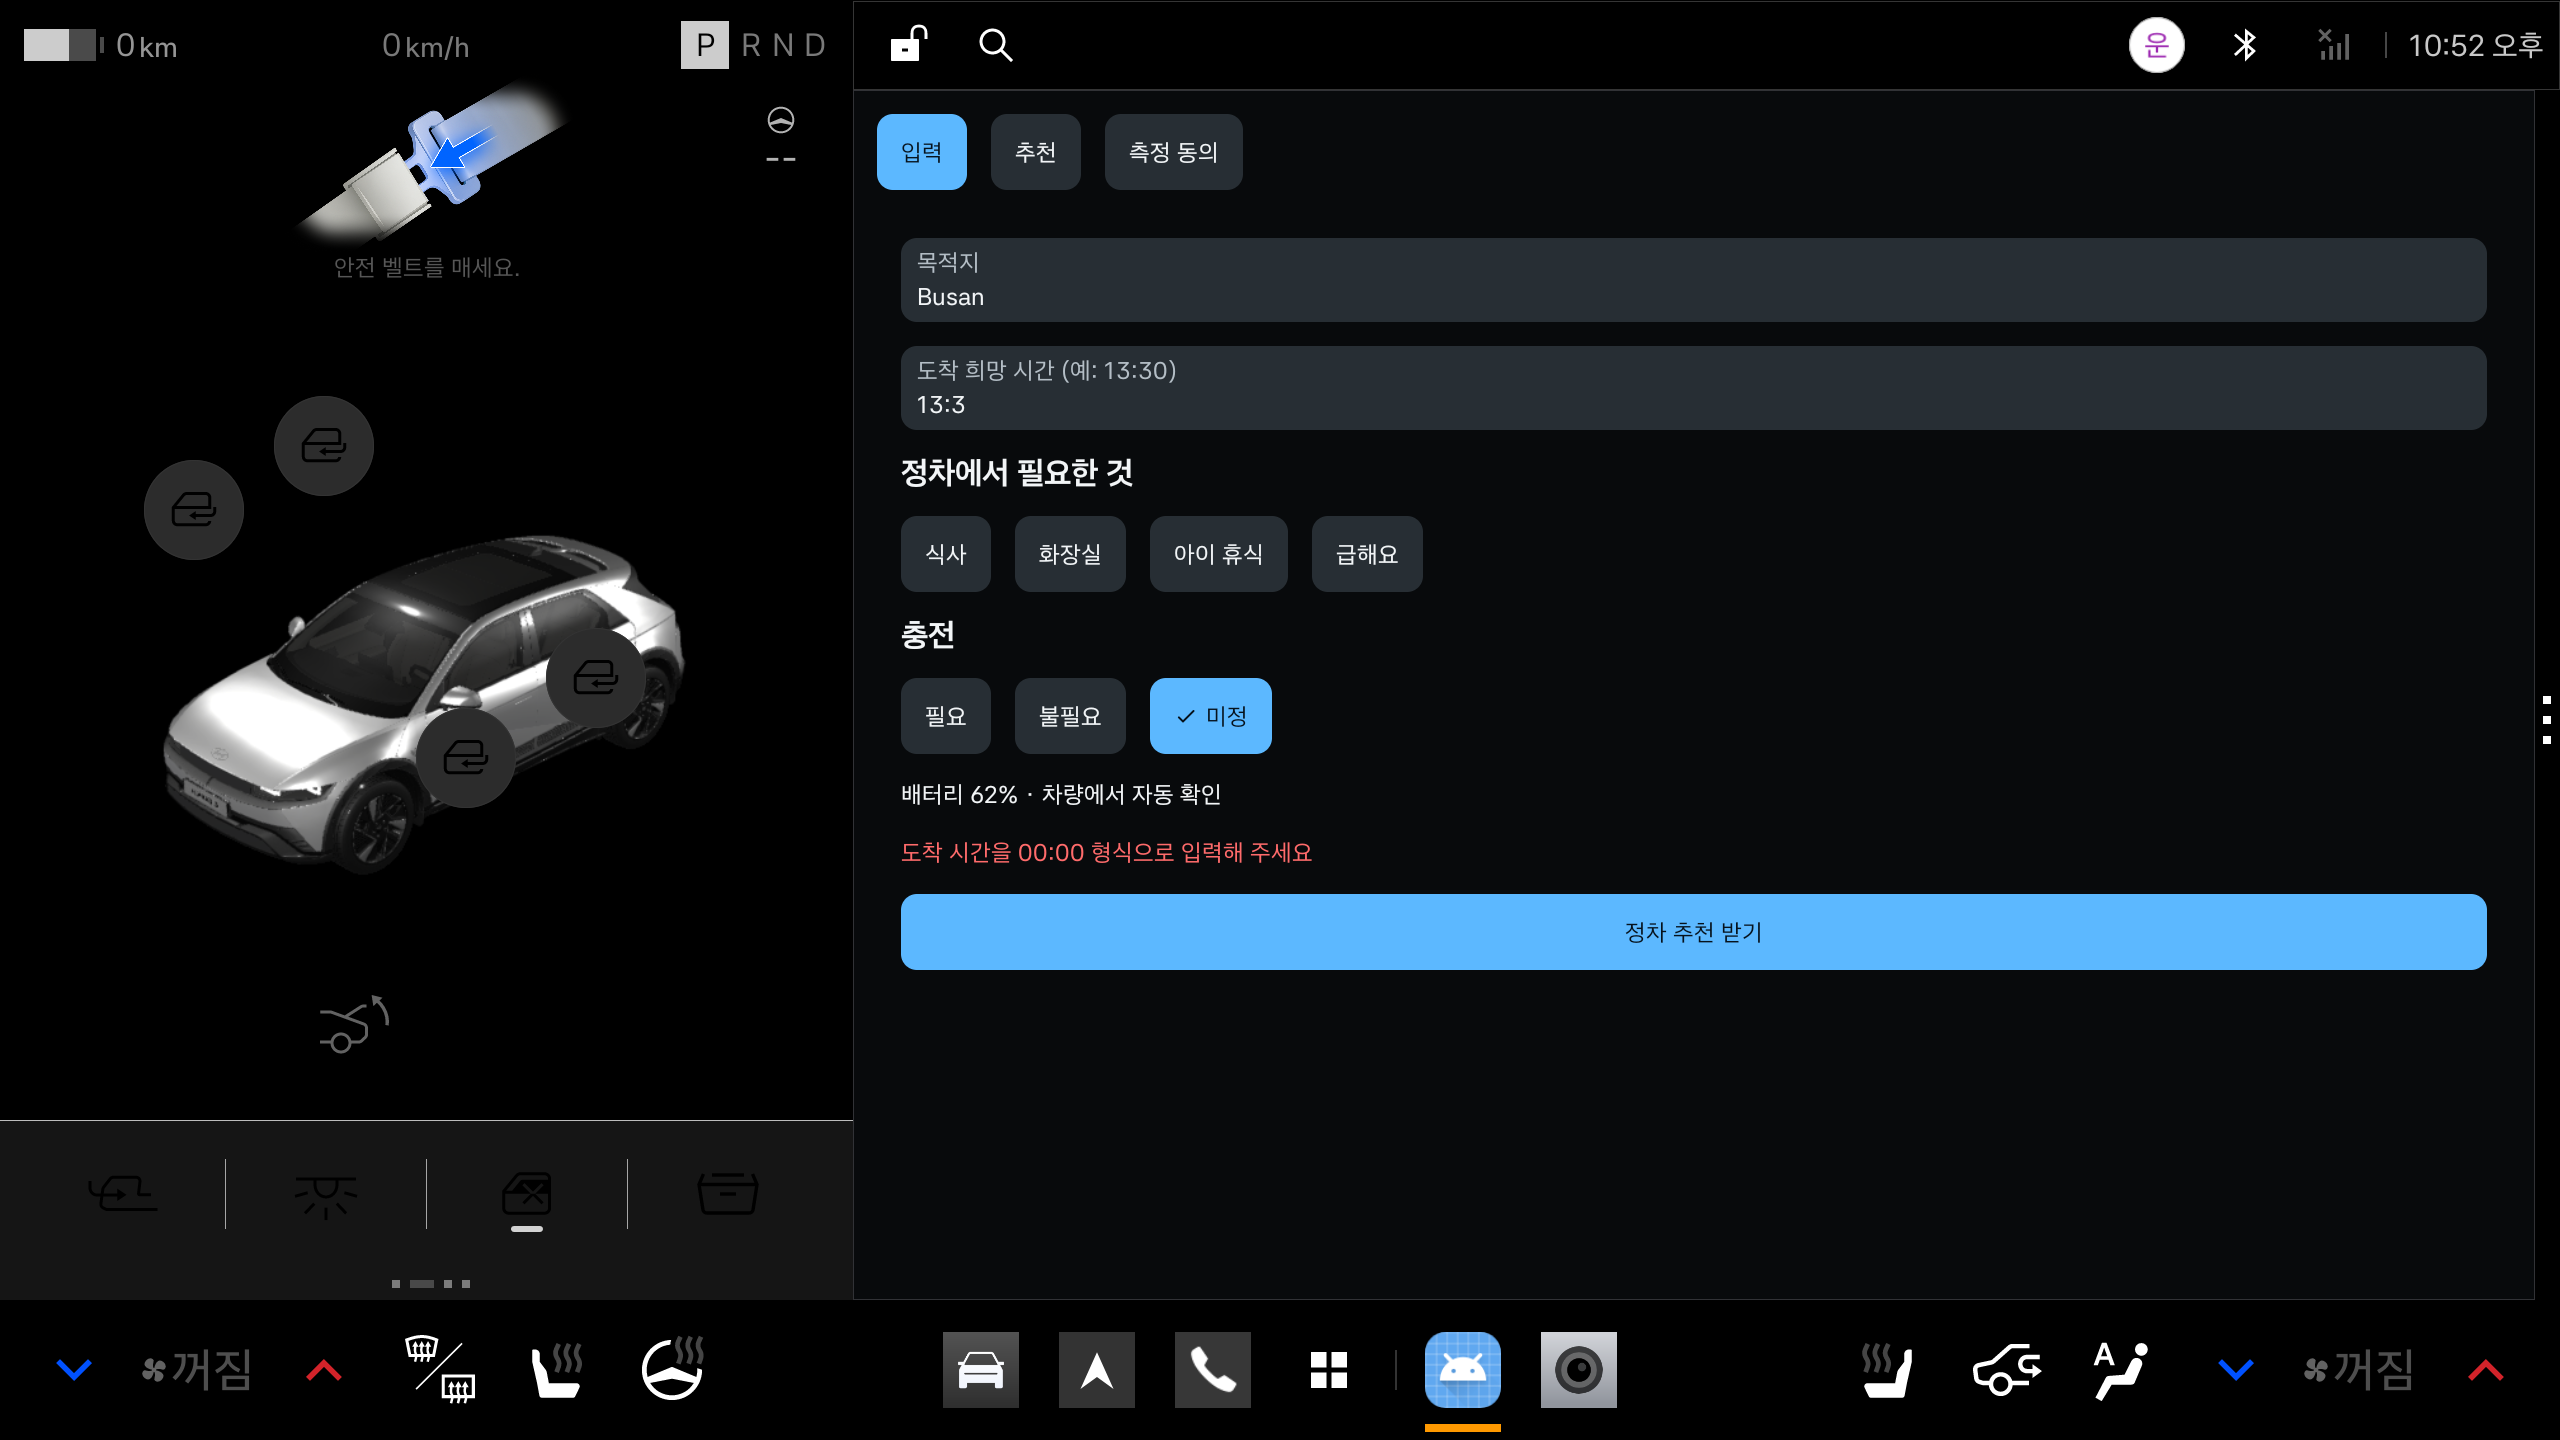 0 km
0 km/h
P R N D
운
10:52 오후
--
안전 벨트를 매세요.
입력
추천
측정 동의
목적지
Busan
도착 희망 시간 (예: 13:30)
13:3
정차에서 필요한 것
식사
화장실
아이 휴식
급해요
충전
필요
불필요
미정
배터리 62% · 차량에서 자동 확인
도착 시간을 00:00 형식으로 입력해 주세요
정차 추천 받기
꺼짐
A
꺼짐